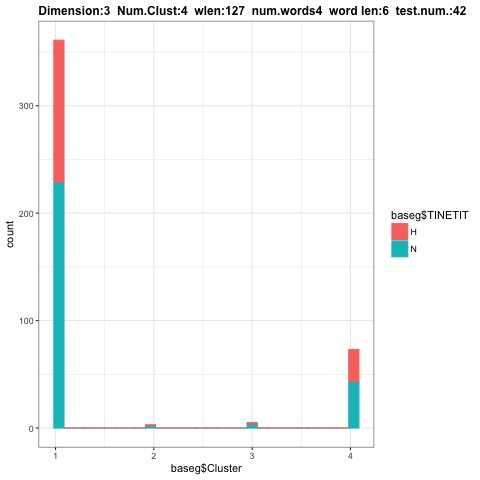 Dimension:3 Num.Clust:4 wlen:127 num.words4 word len:6 test.num.:42
count
300
200
100
0
1
2
3
4
baseg$Cluster
baseg$TINETIT
H
N